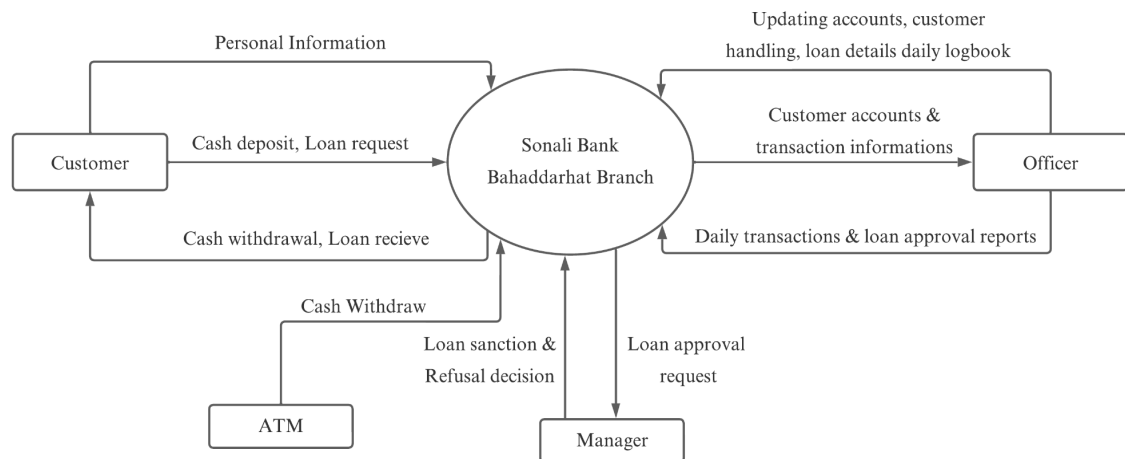 Personal Information
Updating accounts, customer
handling, loan details daily logbook
Customer
Cash deposit, Loan request
Sonali Bank
Bahaddarhat Branch
Customer accounts &
transaction informations
Officer
Cash withdrawal, Loan recieve
Daily transactions & loan approval reports
Cash Withdraw
Loan sanction &
Refusal decision
Loan approval
request
ATM
Manager